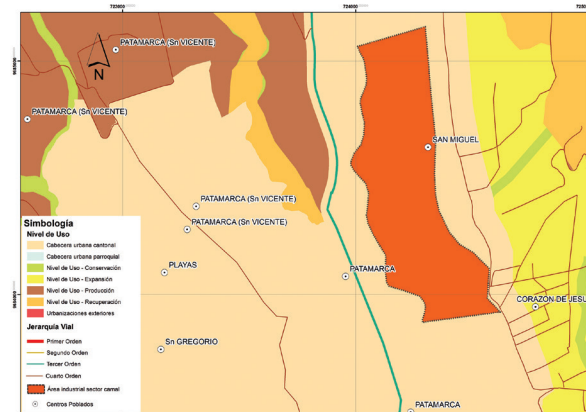 722000
724000
PATAMARCA (Sn VICENTE)
N
PATAMARCA (Sn VICENTE)
SAN MIGUEL
PATAMARCA (Sn VICENTE)
PATAMARCA (Sn VICENTE)
PLAYAS
PATAMARCA
CORAZON DE JESU
Sn GREGORIO
PATAMARCA
Simbología
Nivel de Uso
Cabecera urbana cantonal
Cabecera urbana parroquial
Nivel de Uso - Conservación
Nivel de Uso - Expansión
Nivel de Uso - Producción
Nivel de Uso - Recuperación
Urbanizaciones exteriores
Jerarquía Vial
Primer Orden
Segundo Orden
Tercer Orden
Cuarto Orden
Área industrial sector camal
Centros Poblados